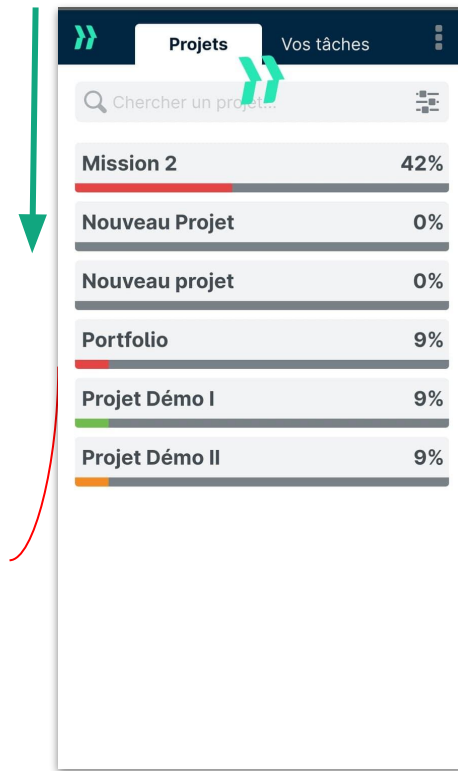 Projets
Vos tâches
Chercher un projet...
Mission 2
42%
Nouveau Projet
0%
Nouveau projet
0%
Portfolio
9%
Projet Démo I
9%
Projet Démo II
9%